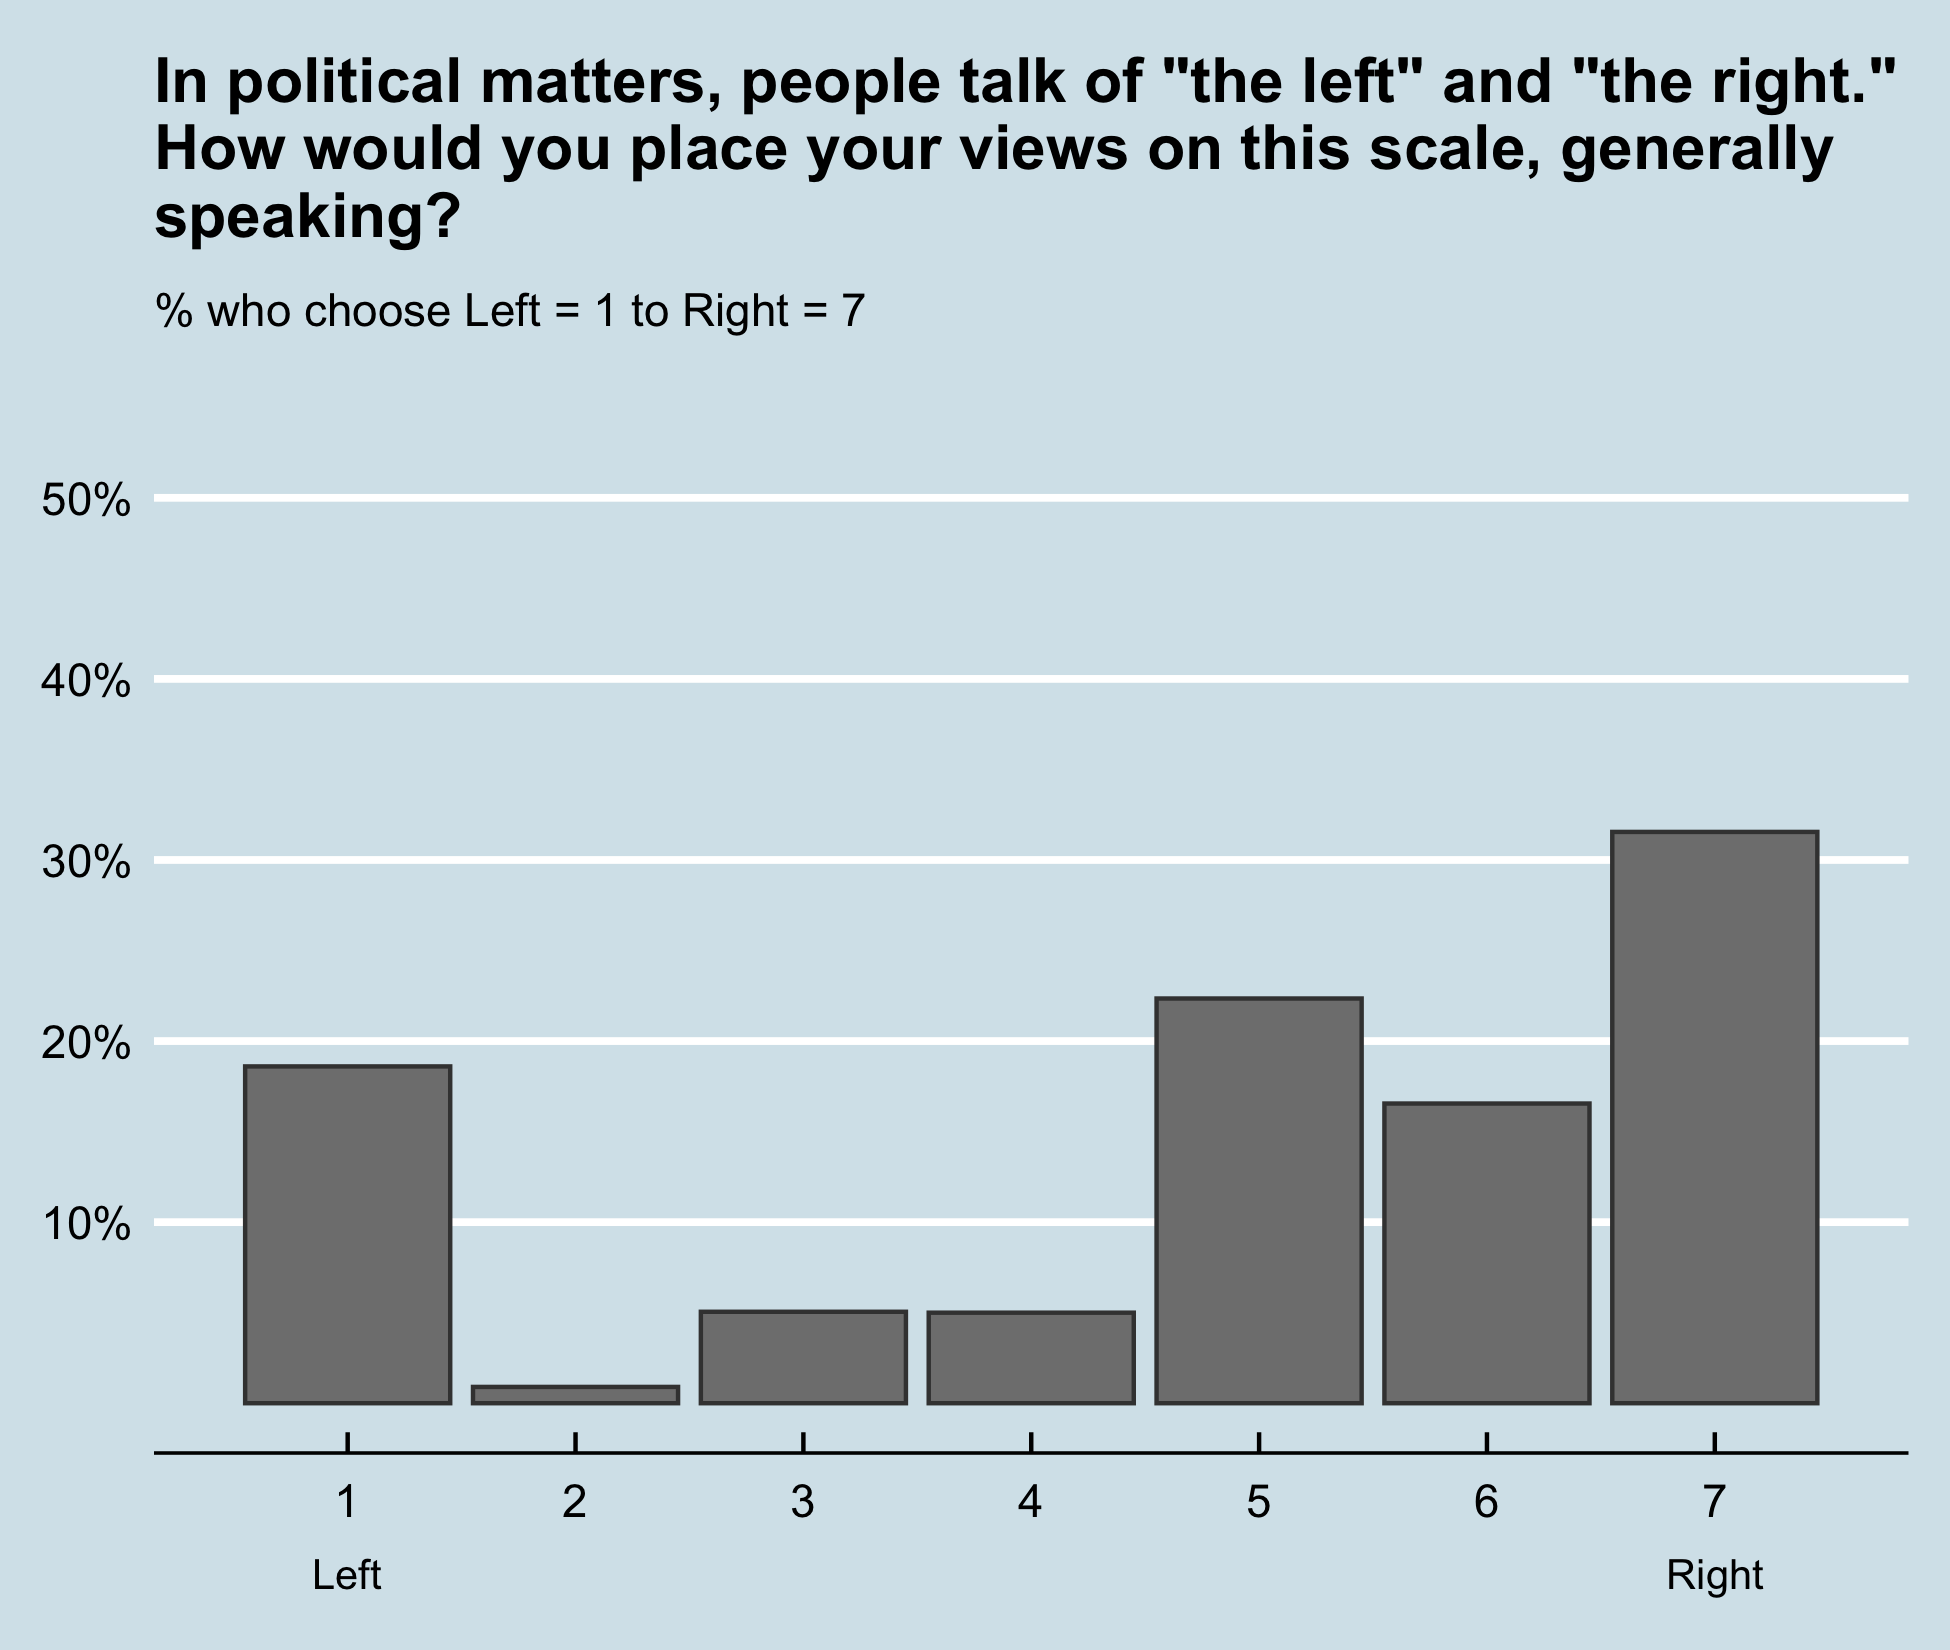 In political matters, people talk of "the left" and "the right."
How would you place your views on this scale, generally
speaking?
% who choose Left = 1 to Right = 7
50%
40%
30%
20%
10%
1 2 3 4 5 6 7
Left Right